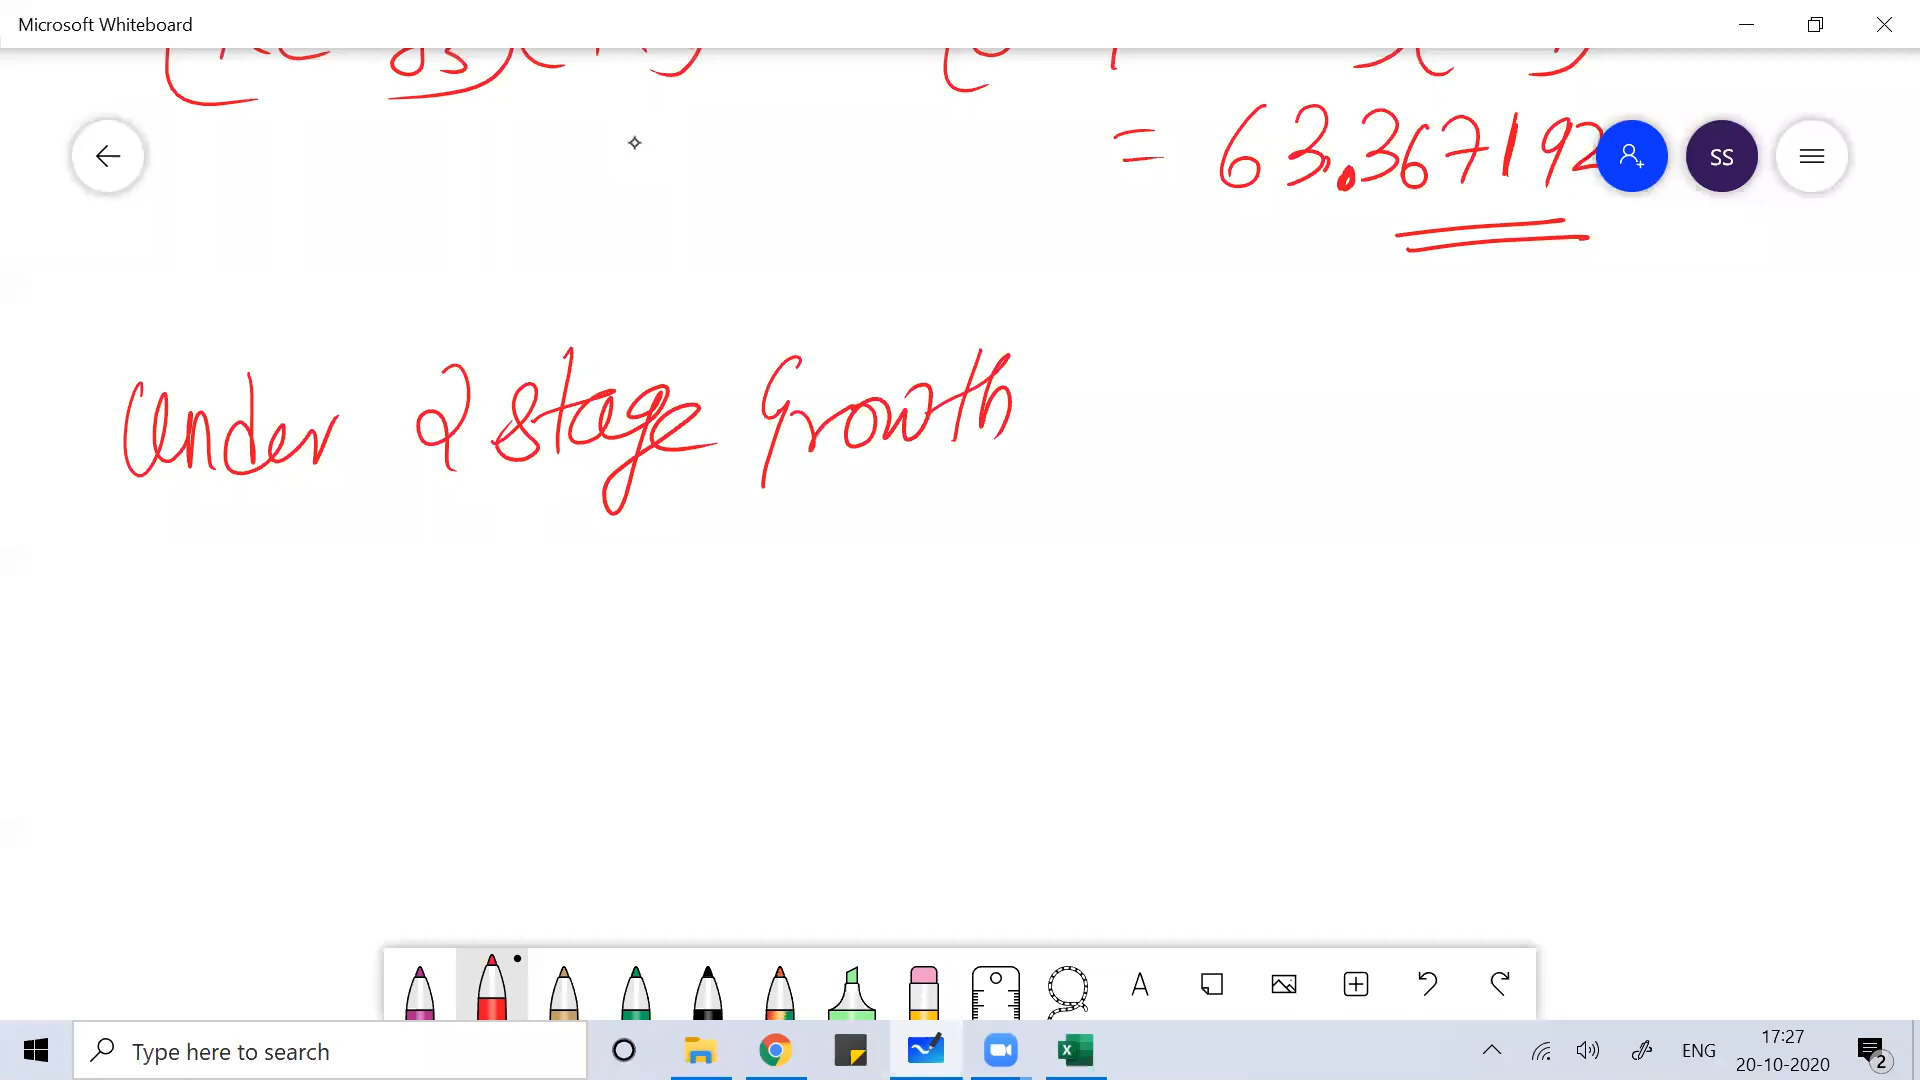 Microsoft Whiteboard
= 63.367192
SS
Under 2 stage Growth
A
Type here to search
ENG
17:27
20-10-2020
2